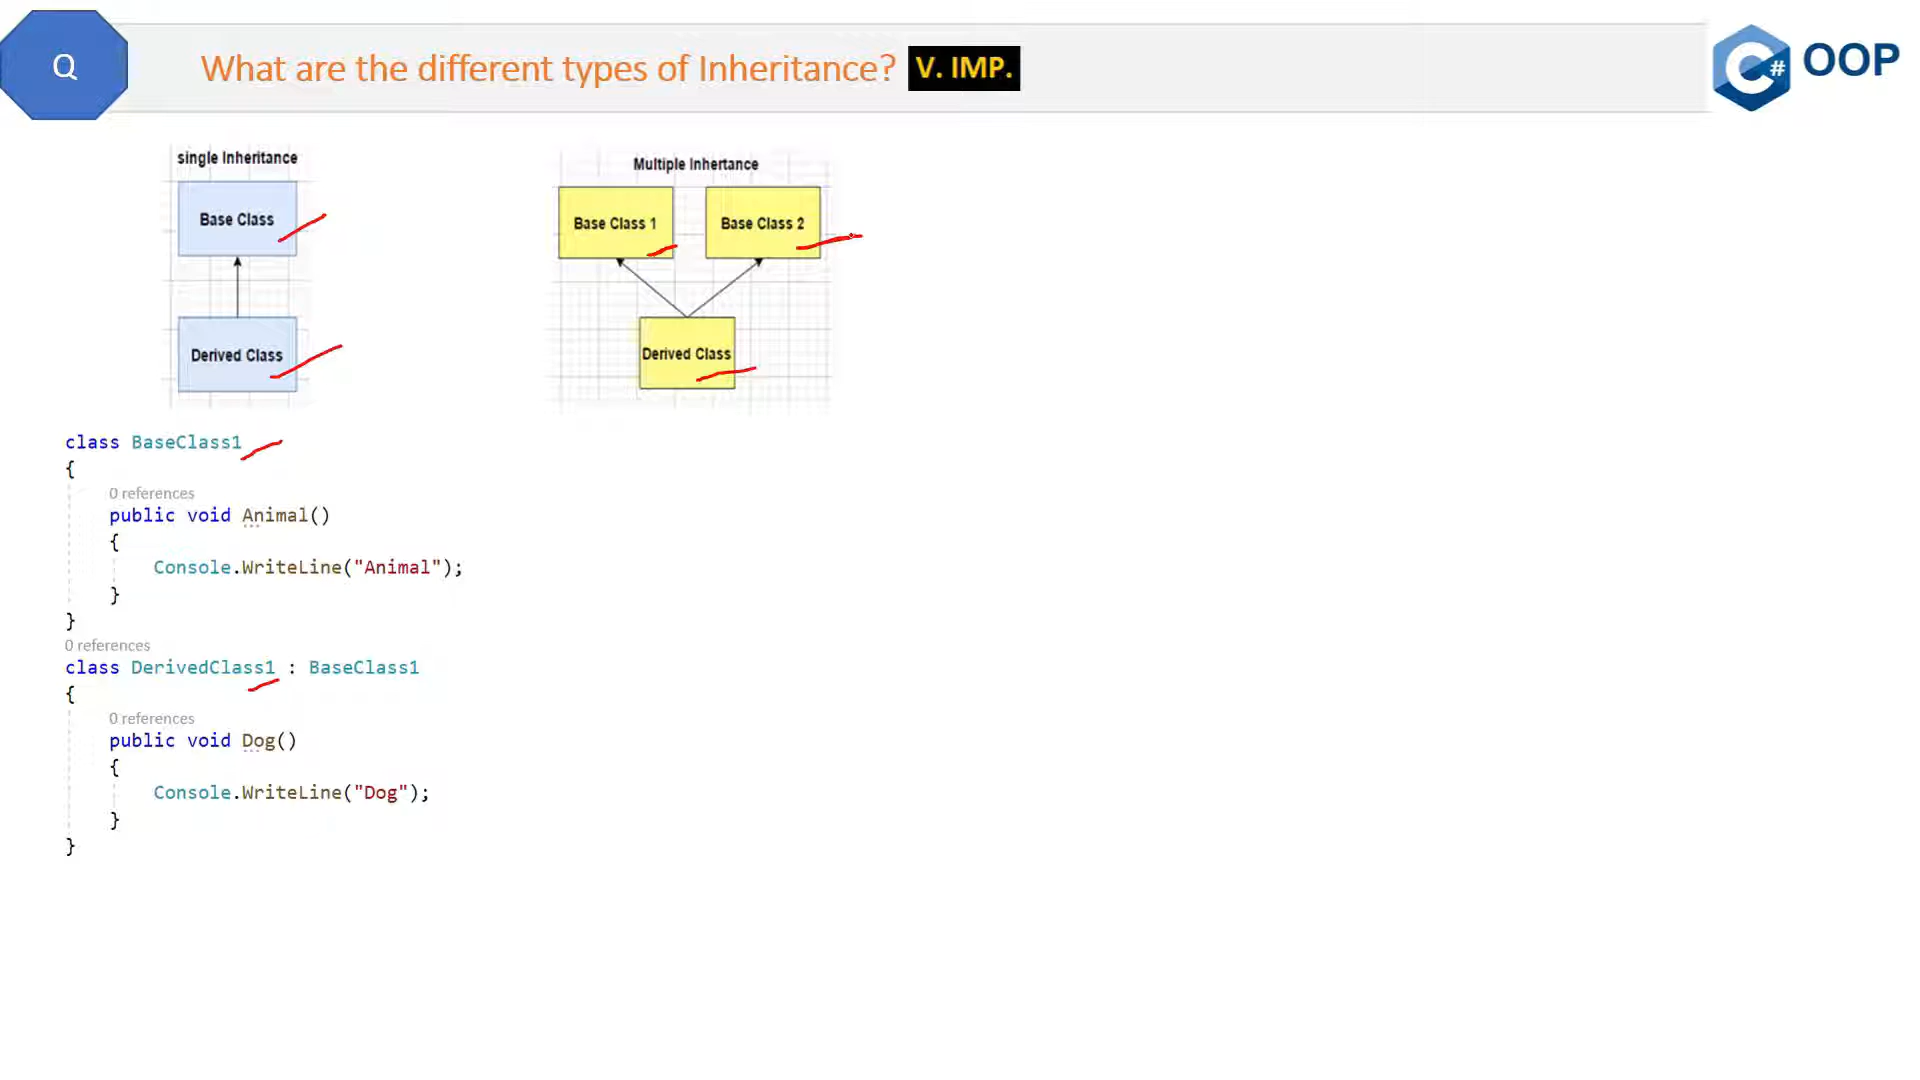 Q
What are the different types of Inheritance? V. IMP.
C# OOP
single Inheritance
Base Class
Derived Class
Multiple Inhertance
Base Class 1
Base Class 2
Derived Class
class BaseClass1
{
0 references
public void Animal()
{
Console.WriteLine("Animal");
}
}
0 references
class DerivedClass1 : BaseClass1
{
0 references
public void Dog()
{
Console.WriteLine("Dog");
}
}